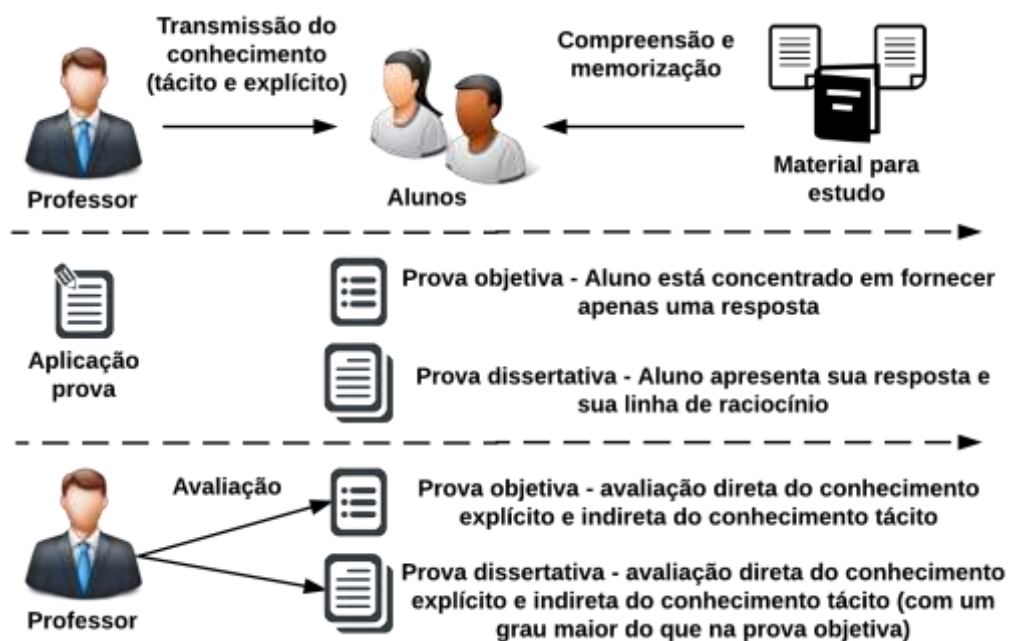 Transmissão do
conhecimento
(tácito e explícito)
Compreensão e
memorização
Professor
Alunos
Material para
estudo
Aplicação
prova
Prova objetiva - Aluno está concentrado em fornecer
apenas uma resposta
Prova dissertativa - Aluno apresenta sua resposta e
sua linha de raciocínio
Avaliação
Professor
Prova objetiva - avaliação direta do conhecimento
explícito e indireta do conhecimento tácito
Prova dissertativa - avaliação direta do conhecimento
explícito e indireta do conhecimento tácito (com um
grau maior do que na prova objetiva)